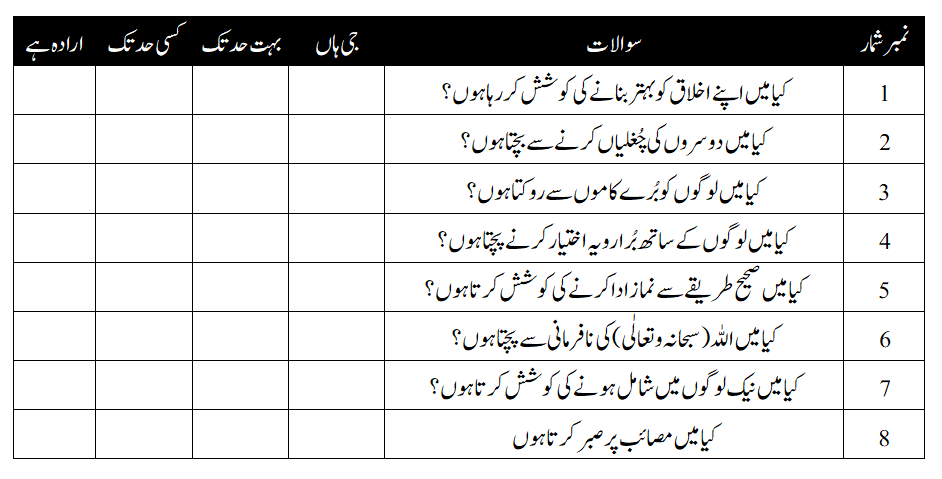 نمبر شمار سوالات جی ہاں بہت حد تک کسی حد تک ارادہ ہے
1 کیا میں اپنے اخلاق کو بہتر بنانے کی کوشش کر رہا ہوں؟
2 کیا میں دوسروں کی چُغلیاں کرنے سے بچتا ہوں؟
3 کیا میں لوگوں کو بُرے کاموں سے روکتا ہوں؟
4 کیا میں لوگوں کے ساتھ بُرا رویہ اختیار کرنے بچتا ہوں؟
5 کیا میں صحیح طریقے سے نماز ادا کرنے کی کوشش کرتا ہوں؟
6 کیا میں اللہ (سبحانہ وتعالٰی) کی نافرمانی سے بچتا ہوں؟
7 کیا میں نیک لوگوں میں شامل ہونے کی کوشش کرتا ہوں؟
8 کیا میں مصائب پر صبر کرتا ہوں